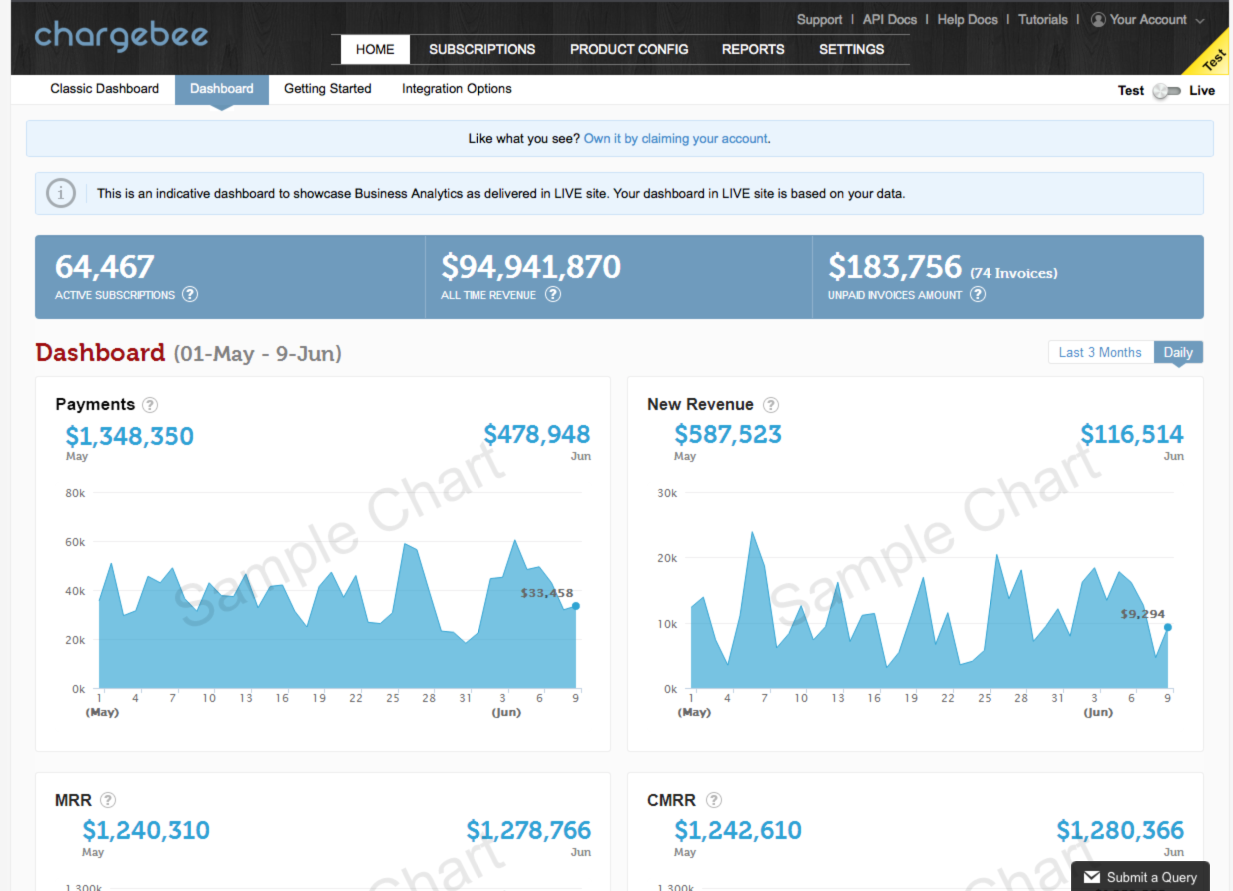 chargebee
Support | API Docs | Help Docs | Tutorials | Your Account
HOME SUBSCRIPTIONS PRODUCT CONFIG REPORTS SETTINGS
Test
Classic Dashboard Dashboard Getting Started Integration Options Test Live
Like what you see? Own it by claiming your account.
i This is an indicative dashboard to showcase Business Analytics as delivered in LIVE site. Your dashboard in LIVE site is based on your data.
64,467 $94,941,870 $183,756 (74 Invoices)
ACTIVE SUBSCRIPTIONS ? ALL TIME REVENUE ? UNPAID INVOICES AMOUNT ?
Dashboard (01-May - 9-Jun) Last 3 Months Daily
Payments ?
$1,348,350 $478,948
May Jun
Sample Chart
80k
60k
40k
$33,458
20k
0k
1 4 7 10 13 16 19 22 25 28 31 3 6 9
(May) (Jun)
New Revenue ?
$587,523 $116,514
May Jun
Sample Chart
30k
20k
10k
$9,294
0k
1 4 7 10 13 16 19 22 25 28 31 3 6 9
(May) (Jun)
MRR ?
$1,240,310 $1,278,766
May Jun
hart
1,300k
CMRR ?
$1,242,610 $1,280,366
May Jun
hart
1,300k
Submit a Query